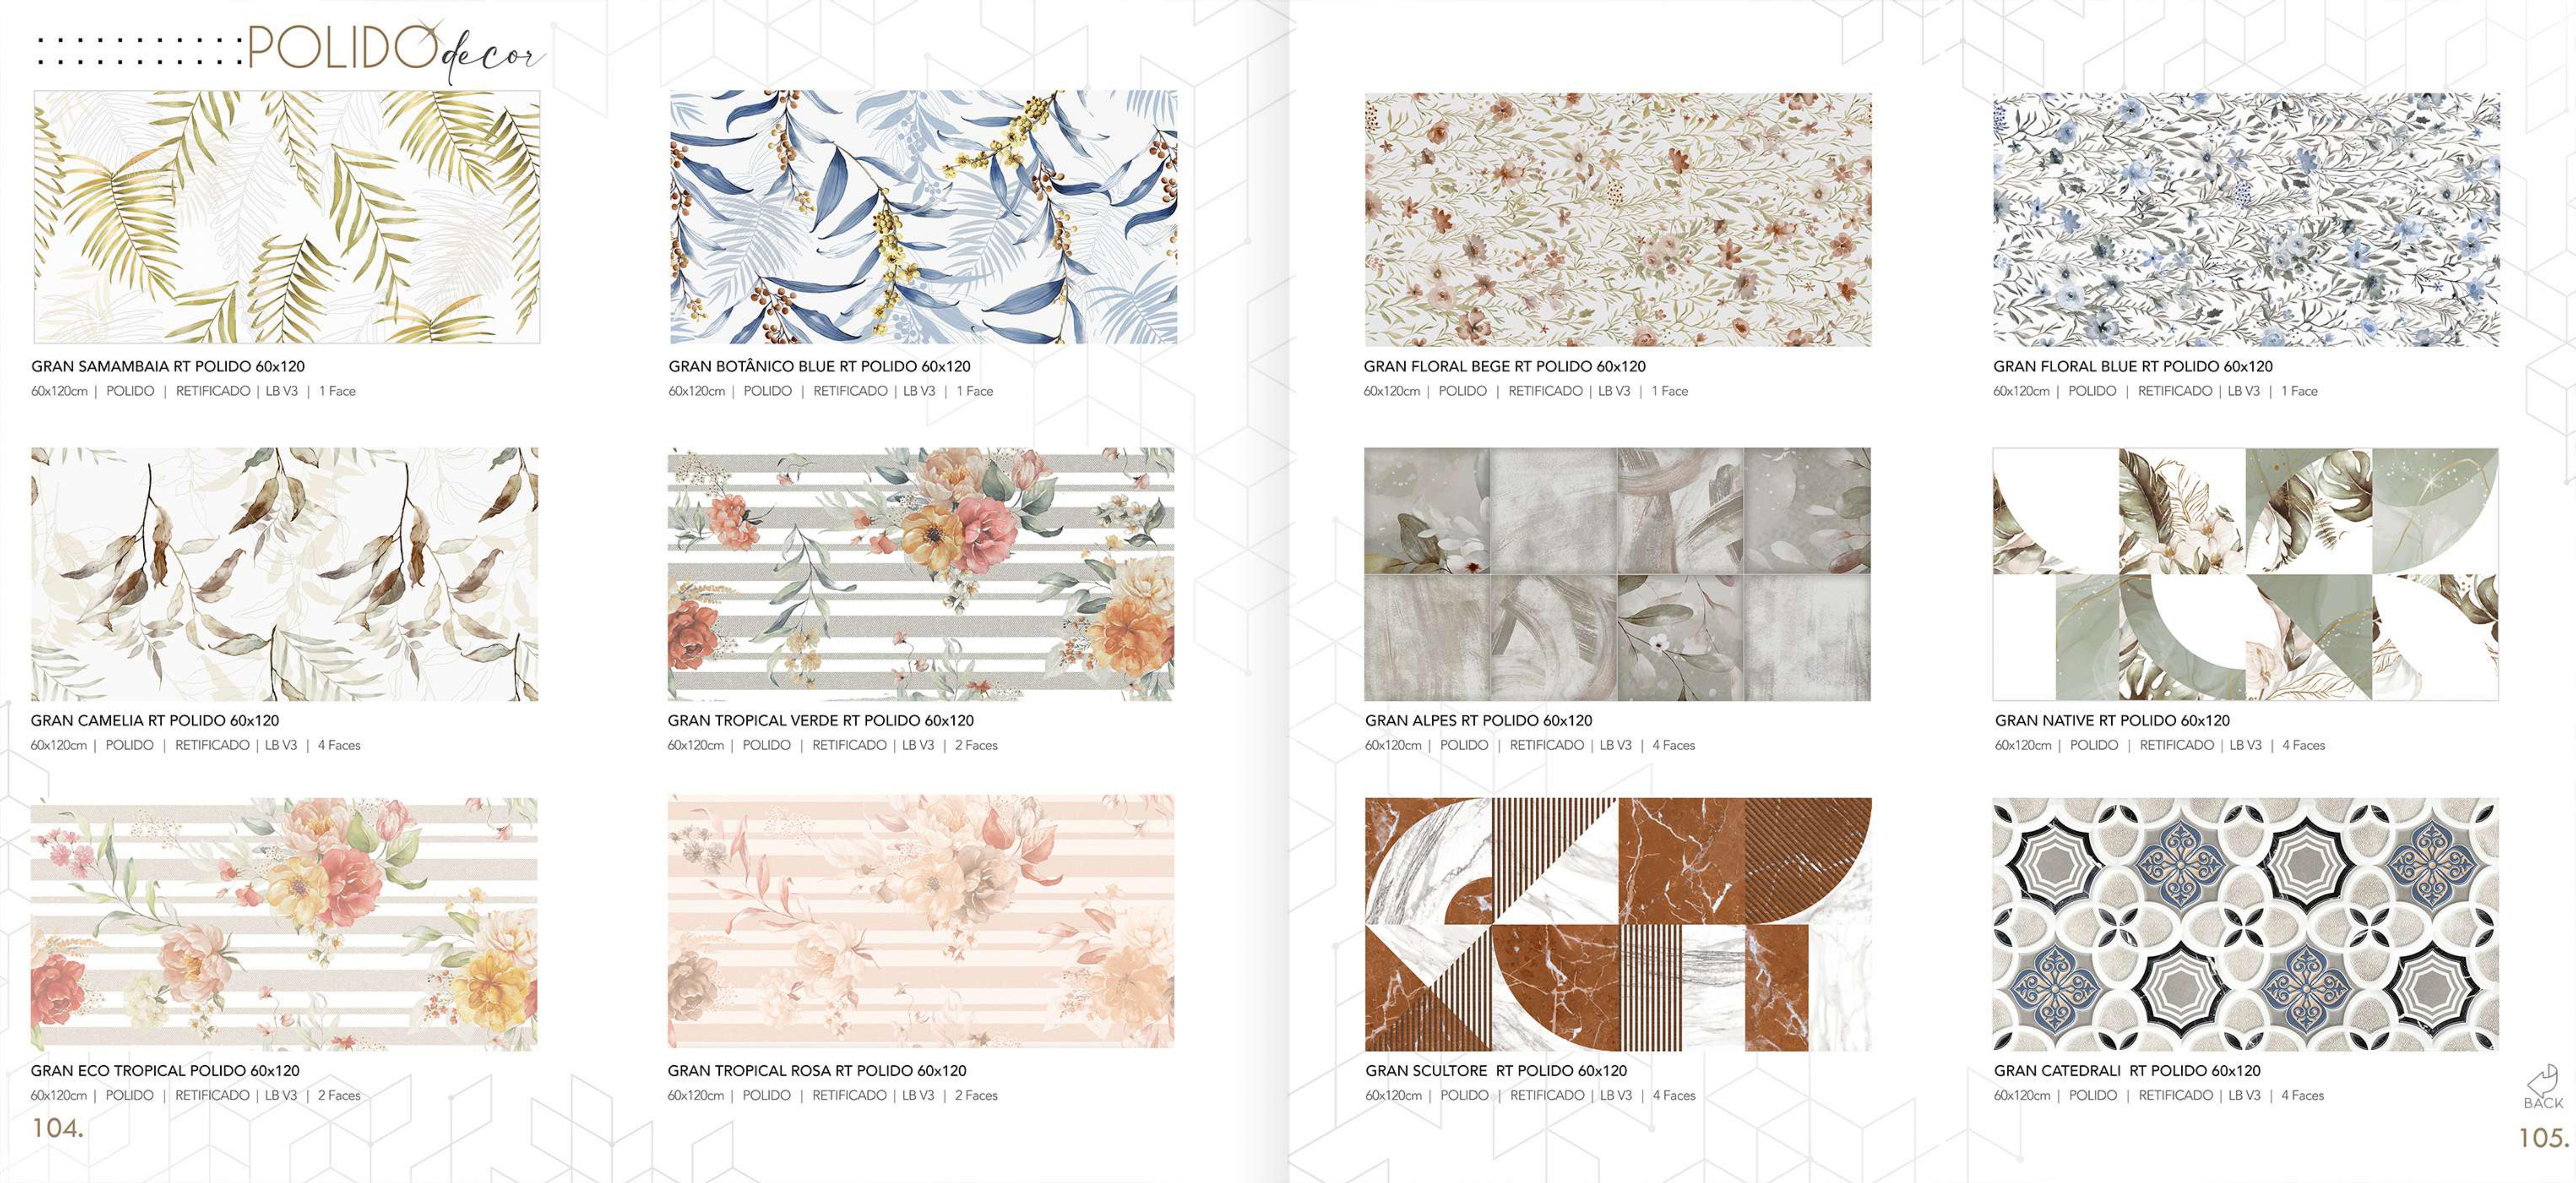 POLIDO decor
GRAN SAMAMBAIA RT POLIDO 60x120
60x120cm | POLIDO | RETIFICADO | LB V3 | 1 Face
GRAN BOTÂNICO BLUE RT POLIDO 60x120
60x120cm | POLIDO | RETIFICADO | LB V3 | 1 Face
GRAN CAMELIA RT POLIDO 60x120
60x120cm | POLIDO | RETIFICADO | LB V3 | 4 Faces
GRAN TROPICAL VERDE RT POLIDO 60x120
60x120cm | POLIDO | RETIFICADO | LB V3 | 2 Faces
GRAN ECO TROPICAL POLIDO 60x120
60x120cm | POLIDO | RETIFICADO | LB V3 | 2 Faces
GRAN TROPICAL ROSA RT POLIDO 60x120
60x120cm | POLIDO | RETIFICADO | LB V3 | 2 Faces
104.
GRAN FLORAL BEGE RT POLIDO 60x120
60x120cm | POLIDO | RETIFICADO | LB V3 | 1 Face
GRAN FLORAL BLUE RT POLIDO 60x120
60x120cm | POLIDO | RETIFICADO | LB V3 | 1 Face
GRAN ALPES RT POLIDO 60x120
60x120cm | POLIDO | RETIFICADO | LB V3 | 4 Faces
GRAN NATIVE RT POLIDO 60x120
60x120cm | POLIDO | RETIFICADO | LB V3 | 4 Faces
GRAN SCULTORE RT POLIDO 60x120
60x120cm | POLIDO | RETIFICADO | LB V3 | 4 Faces
GRAN CATEDRALI RT POLIDO 60x120
60x120cm | POLIDO | RETIFICADO | LB V3 | 4 Faces
BACK
105.